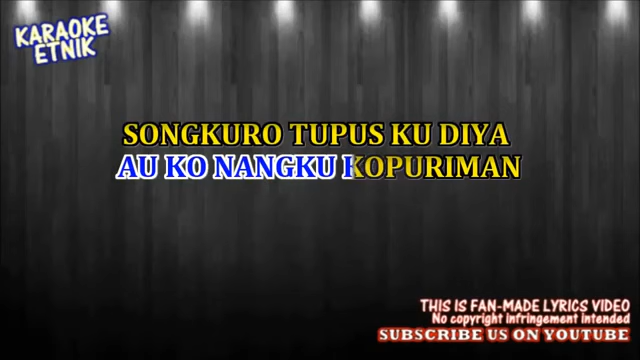 KARAOKE
ETNIK
SONGKURO TUPUS KU DIYA
AU KO NANGKU KOPURIMAN
THIS IS FAN-MADE LYRICS VIDEO
No copyright infringement intended
SUBSCRIBE US ON YOUTUBE